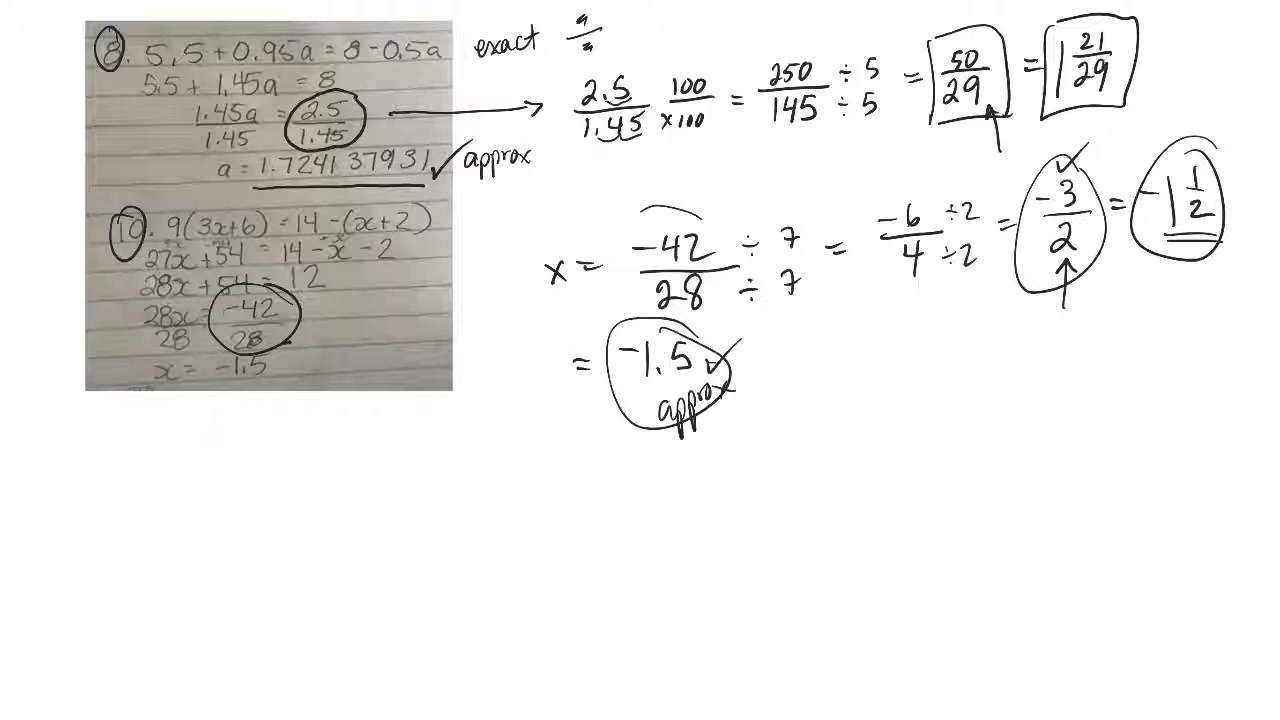 8. 5.5 + 0.95a = 8 - 0.5a
5.5 + 1.45a = 8
1.45a = 2.5
1.45 1.45
a = 1.724137931 ✓ approx
10. 9(3x+6) = 14 -(x+2)
27x + 54 = 14 - x - 2
28x + 54 = 12
28x = -42
28 28
x = -1.5
exact a/a
2.5/1.45 100/×100 = 250/145 ÷ 5/÷ 5 = 50/29 = 1 21/29
x = -42/28 ÷ 7/÷ 7 = -6/4 ÷2/÷2 = -3/2 ✓ = -1 1/2
= -1.5 ✓
approx